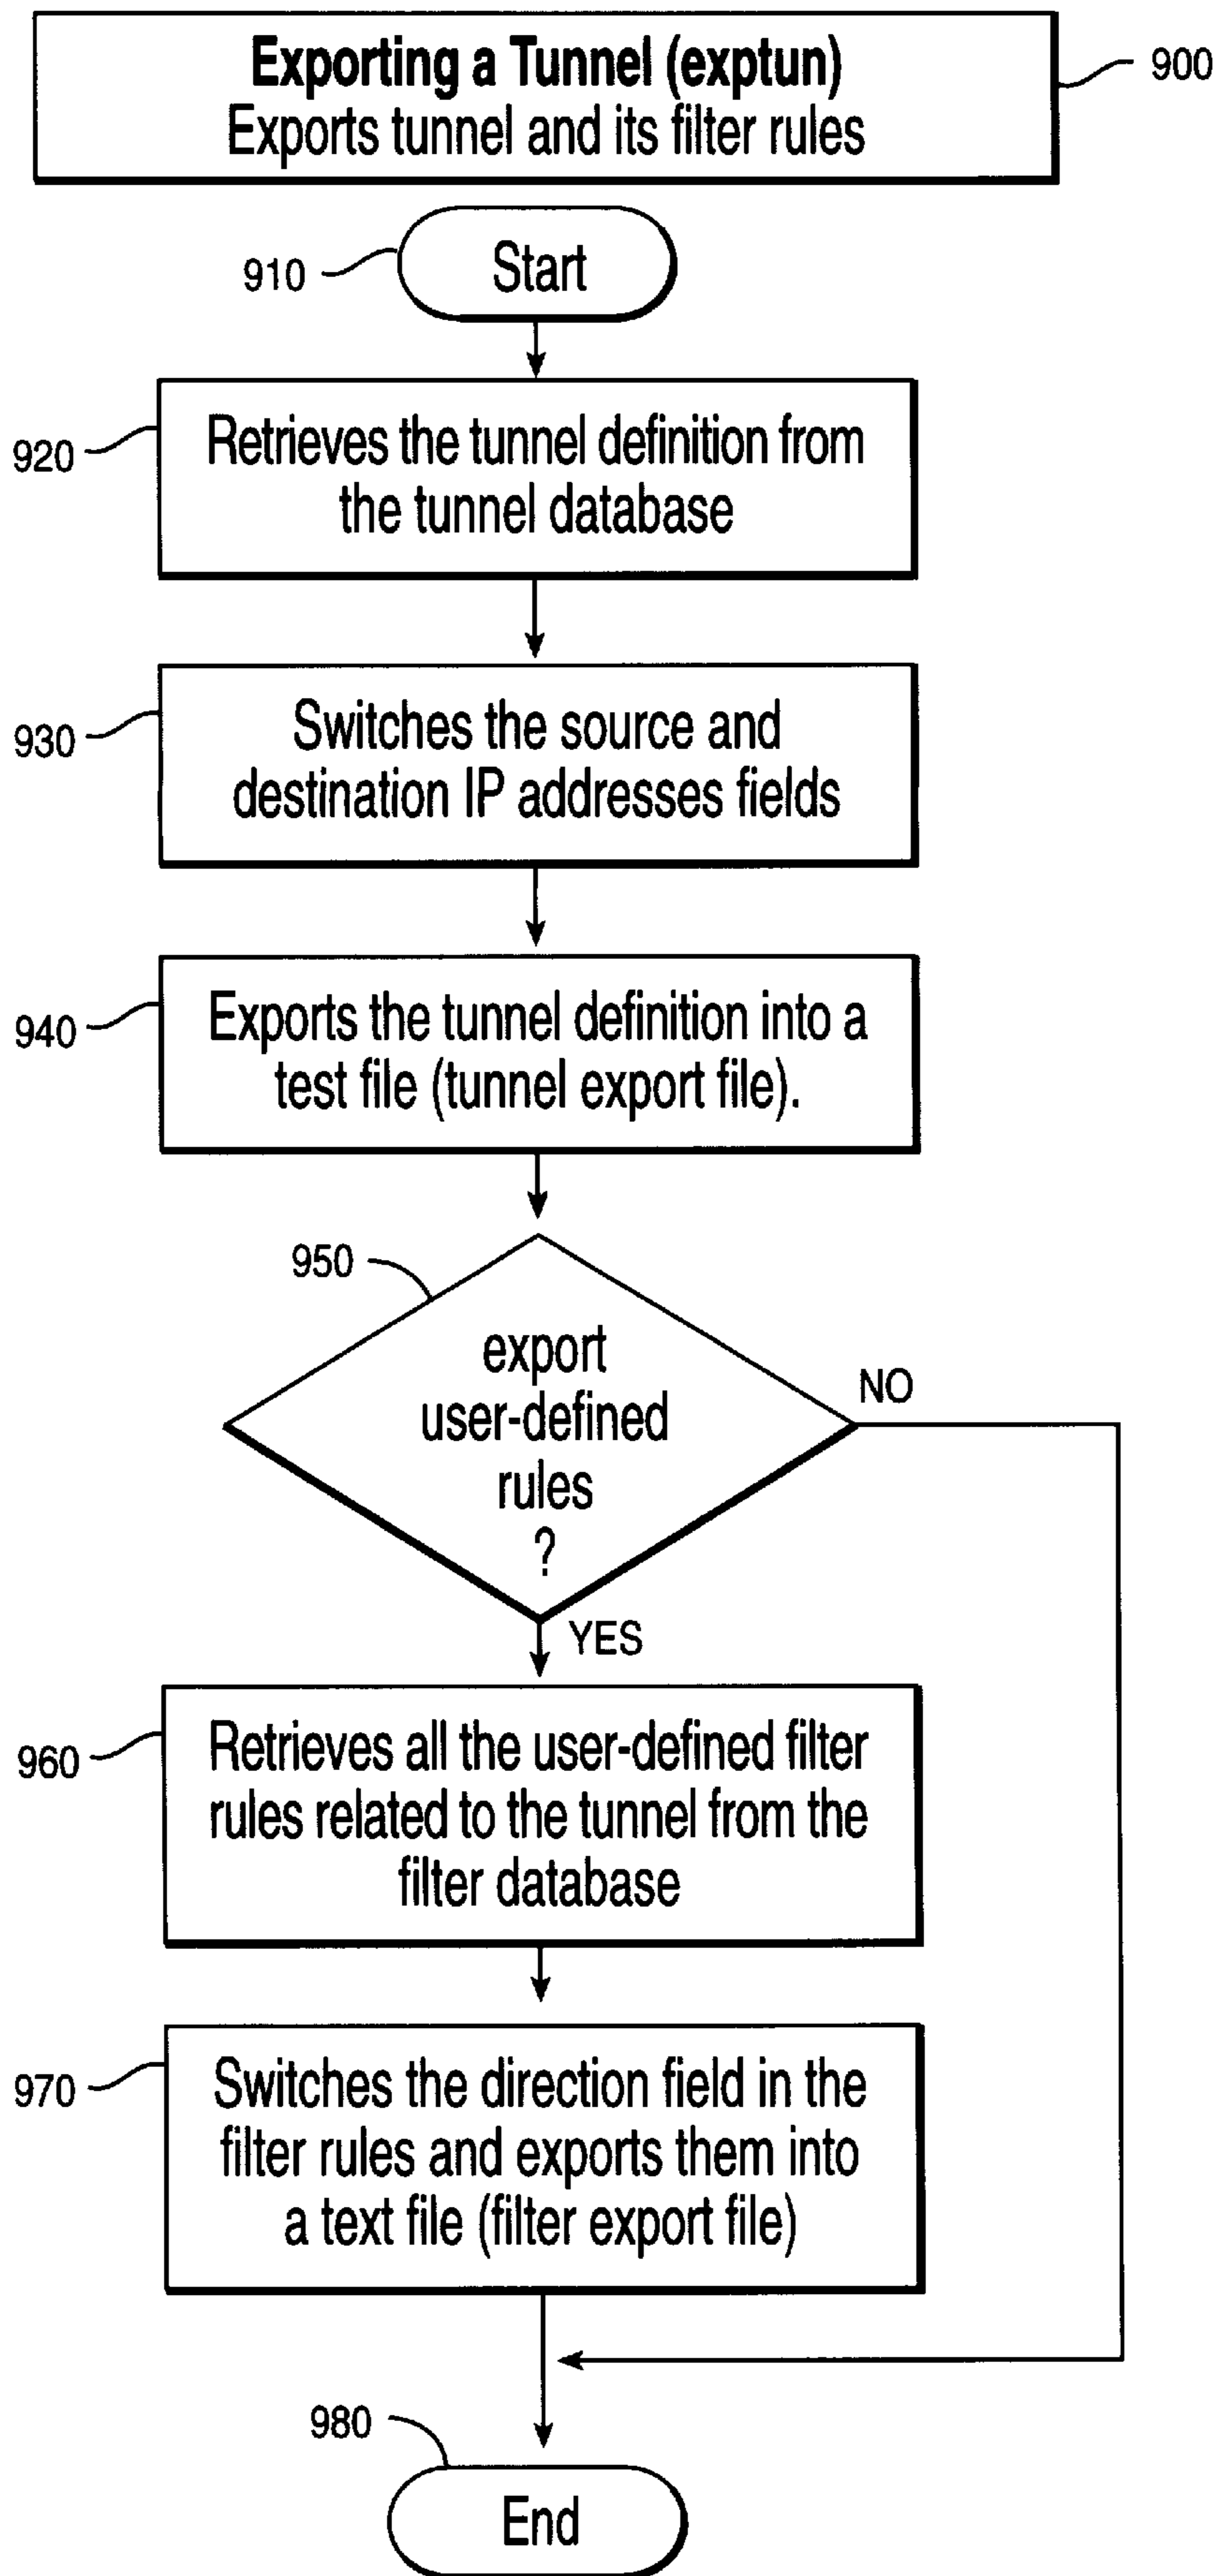 Exporting a Tunnel (exptun)
Exports tunnel and its filter rules
900
910
Start
920
Retrieves the tunnel definition from
the tunnel database
930
Switches the source and
destination IP addresses fields
940
Exports the tunnel definition into a
test file (tunnel export file).
950
export
user-defined
rules
?
NO
YES
960
Retrieves all the user-defined filter
rules related to the tunnel from the
filter database
970
Switches the direction field in the
filter rules and exports them into
a text file (filter export file)
980
End